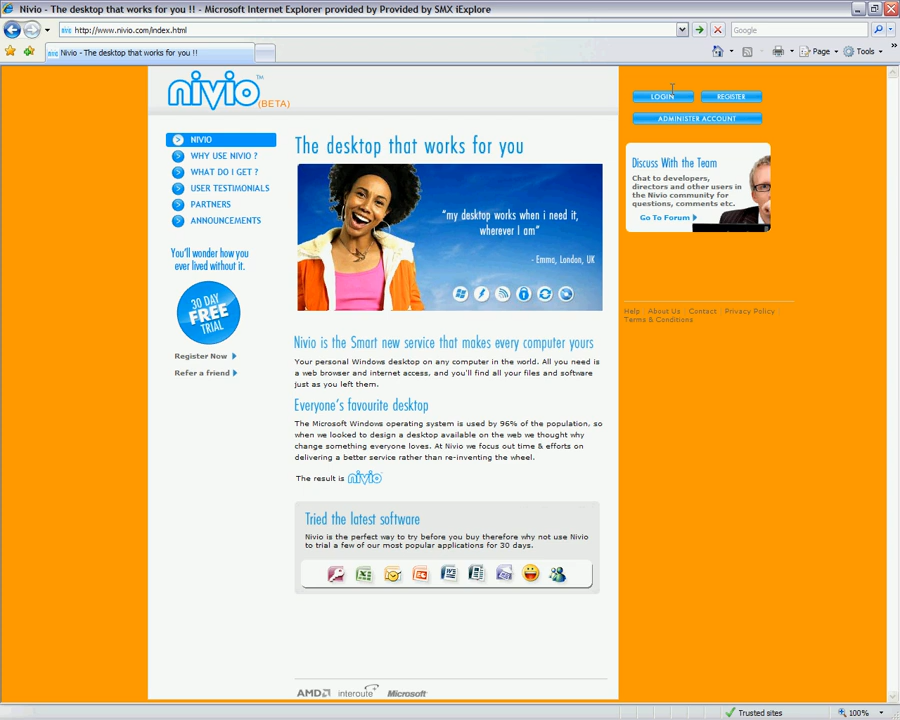 Nivio - The desktop that works for you !! - Microsoft Internet Explorer provided by Provided by SMX iExplore
http://www.nivio.com/index.html
Google
Nivio - The desktop that works for you !!
Page
Tools
nivio™ (BETA)
LOGIN
REGISTER
ADMINISTER ACCOUNT
NIVIO
WHY USE NIVIO ?
WHAT DO I GET ?
USER TESTIMONIALS
PARTNERS
ANNOUNCEMENTS
You'll wonder how you
ever lived without it.
30 DAY
FREE
TRIAL
Register Now
Refer a friend
The desktop that works for you
"my desktop works when i need it,
wherever I am"
- Emma, London, UK
Nivio is the Smart new service that makes every computer yours
Your personal Windows desktop on any computer in the world. All you need is
a web browser and internet access, and you'll find all your files and software
just as you left them.
Everyone's favourite desktop
The Microsoft Windows operating system is used by 96% of the population, so
when we looked to design a desktop available on the web we thought why
change something everyone loves. At Nivio we focus out time & efforts on
delivering a better service rather than re-inventing the wheel.
The result is nivio
Tried the latest software
Nivio is the perfect way to try before you buy therefore why not use Nivio
to trial a few of our most popular applications for 30 days.
AMD interoute Microsoft
Discuss With the Team
Chat to developers,
directors and other users in
the Nivio community for
questions, comments etc.
Go To Forum
Help About Us Contact Privacy Policy
Terms & Conditions
Trusted sites
100%